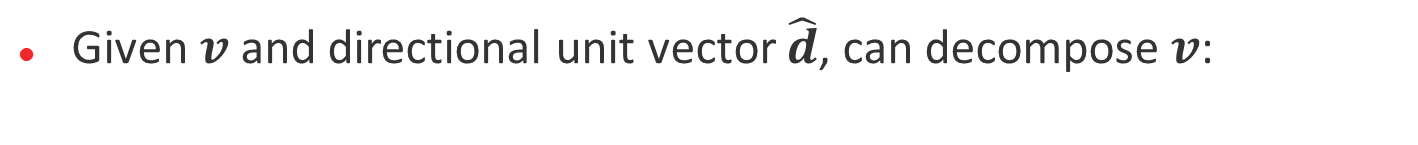 • Given 𝒗 and directional unit vector 𝒅̂, can decompose 𝒗: